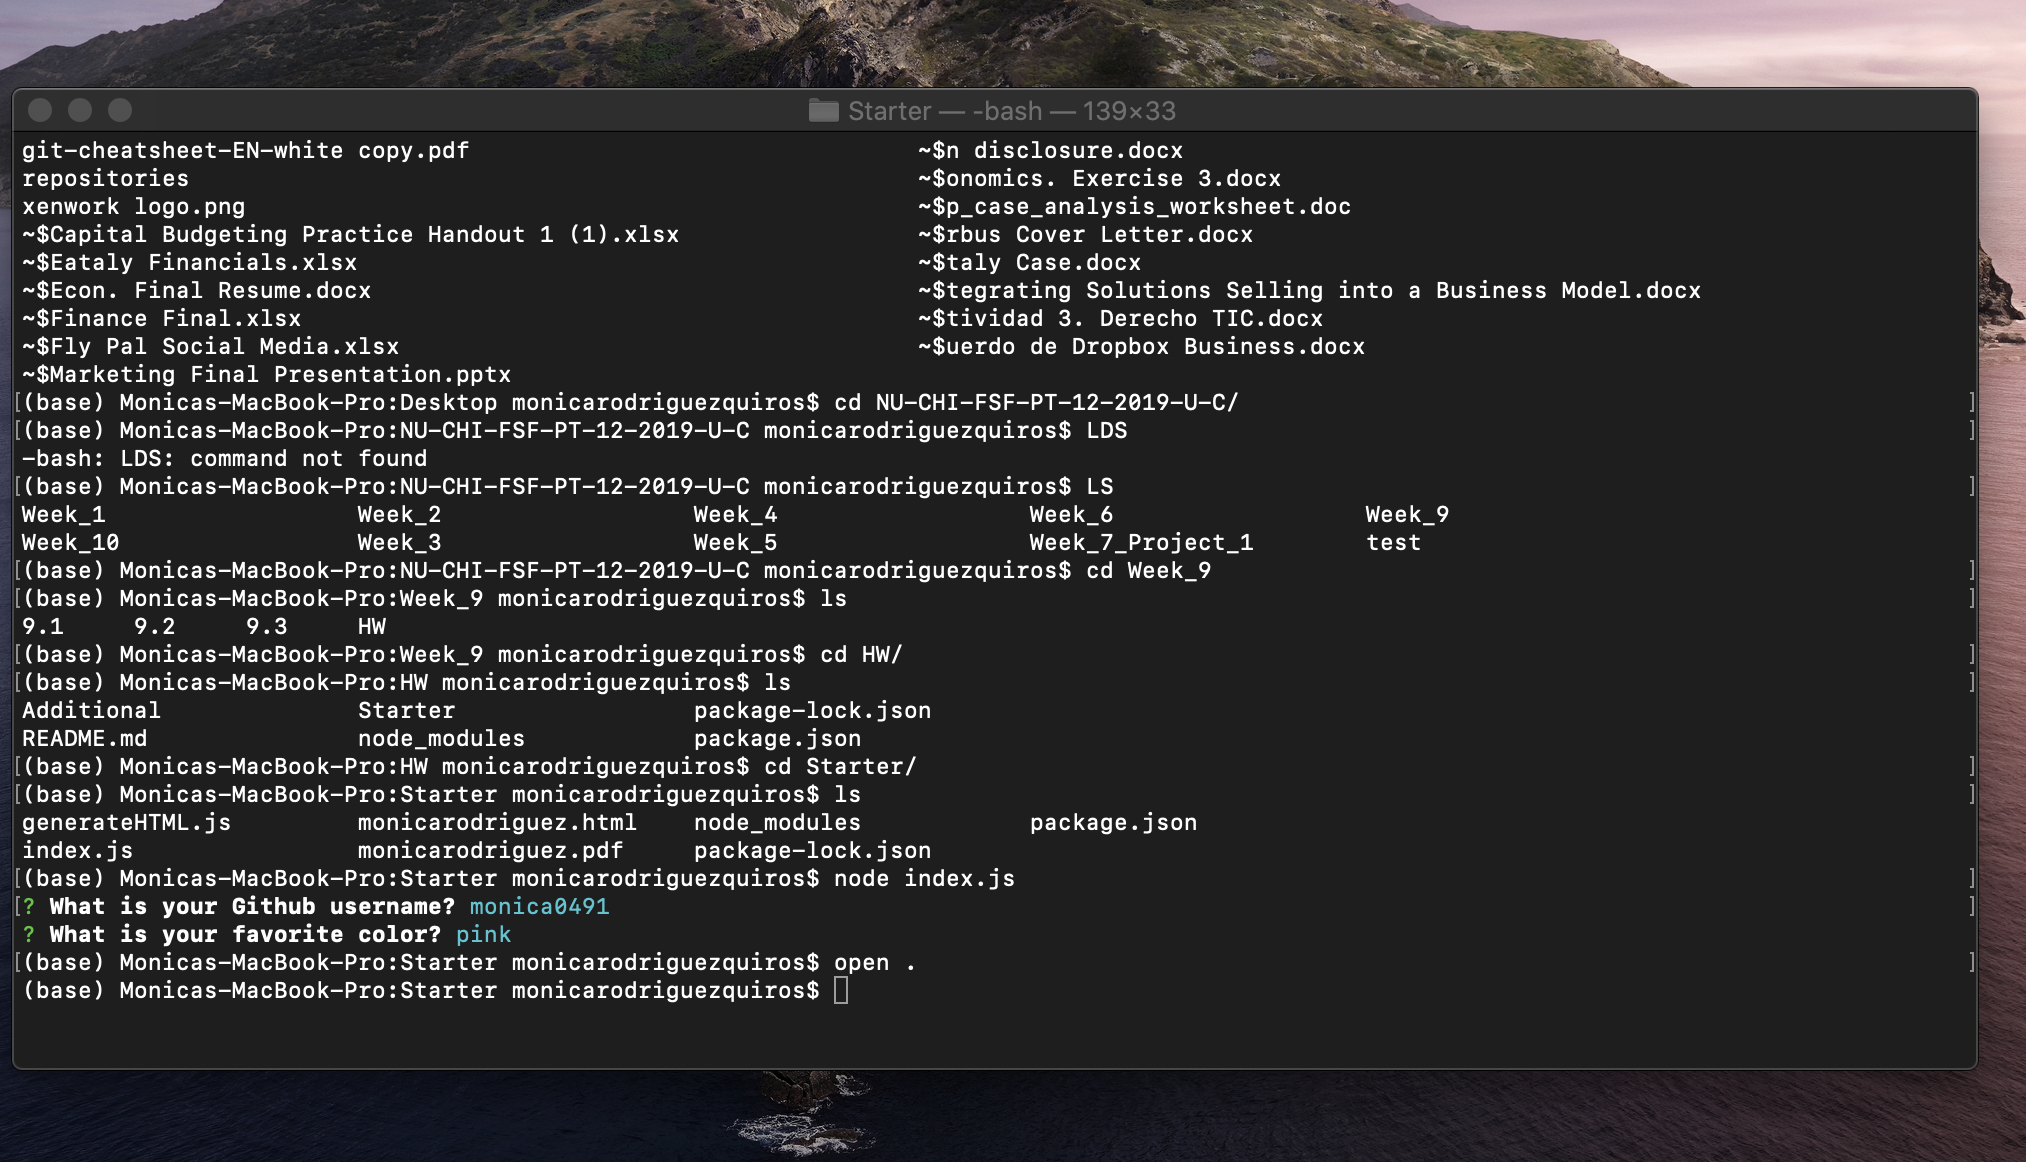 Starter — -bash — 139×33
git-cheatsheet-EN-white copy.pdf ~$n disclosure.docx
repositories ~$onomics. Exercise 3.docx
xenwork logo.png ~$p_case_analysis_worksheet.doc
~$Capital Budgeting Practice Handout 1 (1).xlsx ~$rbus Cover Letter.docx
~$Eataly Financials.xlsx ~$taly Case.docx
~$Econ. Final Resume.docx ~$tegrating Solutions Selling into a Business Model.docx
~$Finance Final.xlsx ~$tividad 3. Derecho TIC.docx
~$Fly Pal Social Media.xlsx ~$uerdo de Dropbox Business.docx
~$Marketing Final Presentation.pptx
[(base) Monicas-MacBook-Pro:Desktop monicarodriguezquiros$ cd NU-CHI-FSF-PT-12-2019-U-C/ ]
[(base) Monicas-MacBook-Pro:NU-CHI-FSF-PT-12-2019-U-C monicarodriguezquiros$ LDS ]
-bash: LDS: command not found
[(base) Monicas-MacBook-Pro:NU-CHI-FSF-PT-12-2019-U-C monicarodriguezquiros$ LS ]
Week_1 Week_2 Week_4 Week_6 Week_9
Week_10 Week_3 Week_5 Week_7_Project_1 test
[(base) Monicas-MacBook-Pro:NU-CHI-FSF-PT-12-2019-U-C monicarodriguezquiros$ cd Week_9 ]
[(base) Monicas-MacBook-Pro:Week_9 monicarodriguezquiros$ ls ]
9.1 9.2 9.3 HW
[(base) Monicas-MacBook-Pro:Week_9 monicarodriguezquiros$ cd HW/ ]
[(base) Monicas-MacBook-Pro:HW monicarodriguezquiros$ ls ]
Additional Starter package-lock.json
README.md node_modules package.json
[(base) Monicas-MacBook-Pro:HW monicarodriguezquiros$ cd Starter/ ]
[(base) Monicas-MacBook-Pro:Starter monicarodriguezquiros$ ls ]
generateHTML.js monicarodriguez.html node_modules package.json
index.js monicarodriguez.pdf package-lock.json
[(base) Monicas-MacBook-Pro:Starter monicarodriguezquiros$ node index.js ]
[? What is your Github username? monica0491 ]
? What is your favorite color? pink
[(base) Monicas-MacBook-Pro:Starter monicarodriguezquiros$ open . ]
(base) Monicas-MacBook-Pro:Starter monicarodriguezquiros$